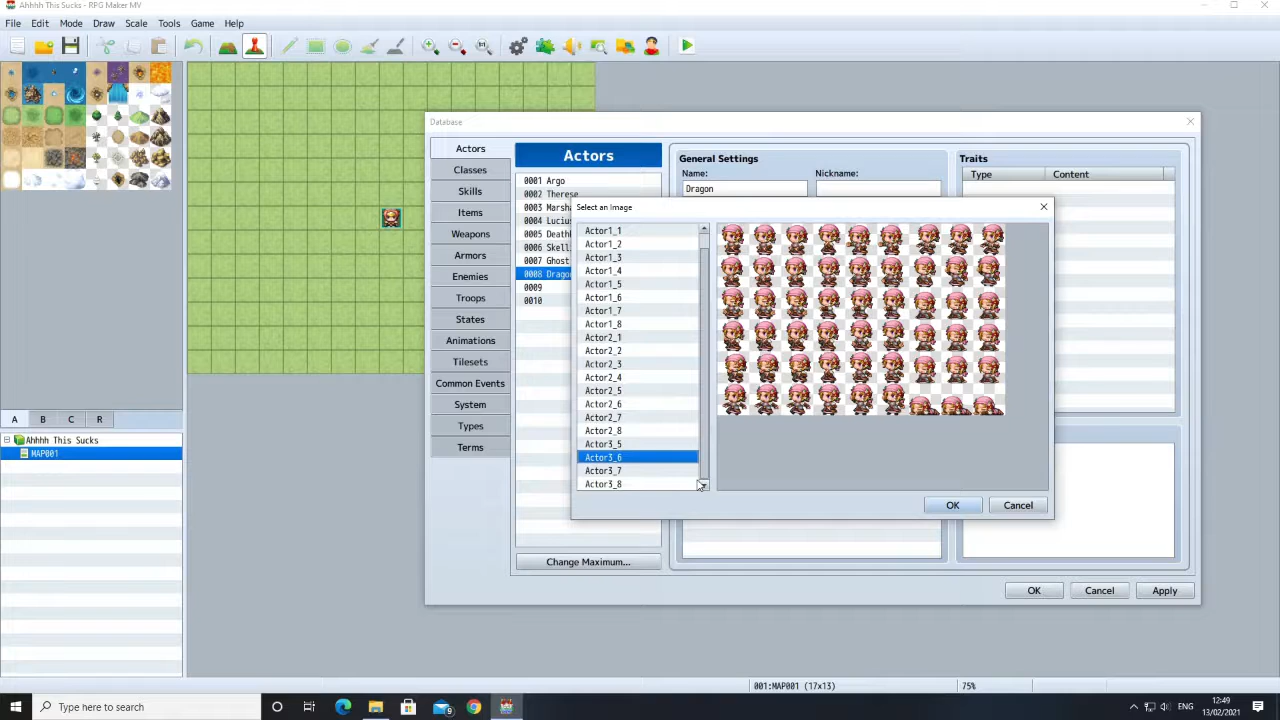 Ahhhh This Sucks - RPG Maker MV
File Edit Mode Draw Scale Tools Game Help
Database
Actors
Classes
Skills
Items
Weapons
Armors
Enemies
Troops
States
Animations
Tilesets
Common Events
System
Types
Terms
Actors
0001 Argo
0002 Therese
0003 Marsha
0004 Lucius
0005 Death
0006 Skell
0007 Ghost
0008 Dragon
0009
0010
Change Maximum...
General Settings
Name:
Nickname:
Dragon
Traits
Type Content
Select an Image
Actor1_1
Actor1_2
Actor1_3
Actor1_4
Actor1_5
Actor1_6
Actor1_7
Actor1_8
Actor2_1
Actor2_2
Actor2_3
Actor2_4
Actor2_5
Actor2_6
Actor2_7
Actor2_8
Actor3_5
Actor3_6
Actor3_7
Actor3_8
OK Cancel
OK Cancel Apply
A B C R
Ahhhh This Sucks
MAP001
001:MAP001 (17x13)
75%
Type here to search
9
ENG
12:49
13/02/2021